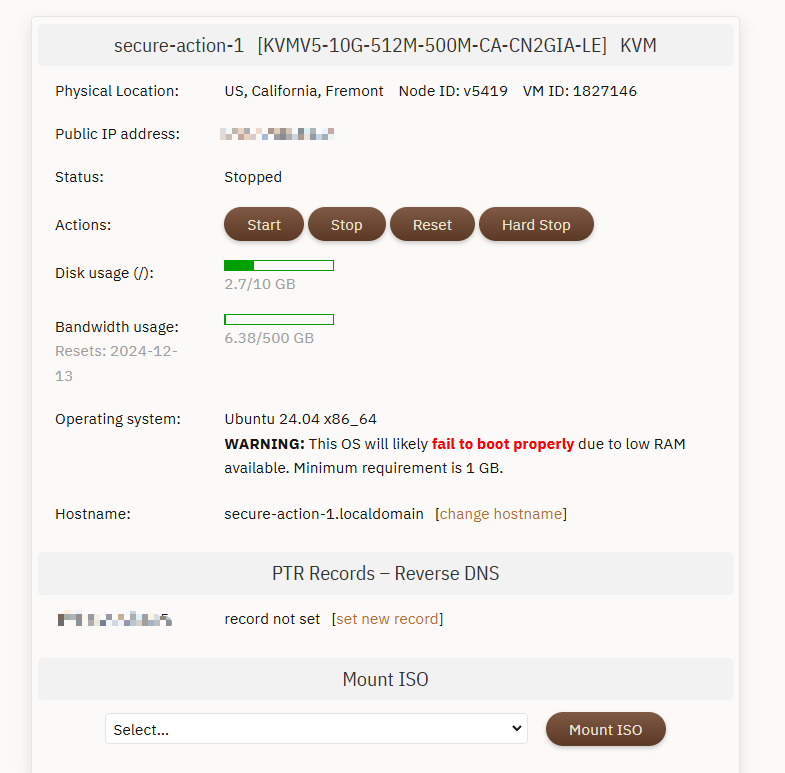 secure-action-1 [KVMV5-10G-512M-500M-CA-CN2GIA-LE] KVM
Physical Location: US, California, Fremont Node ID: v5419 VM ID: 1827146
Public IP address:
Status: Stopped
Actions: Start Stop Reset Hard Stop
Disk usage (/):
2.7/10 GB
Bandwidth usage:
6.38/500 GB
Resets: 2024-12-
13
Operating system: Ubuntu 24.04 x86_64
WARNING: This OS will likely fail to boot properly due to low RAM
available. Minimum requirement is 1 GB.
Hostname: secure-action-1.localdomain [change hostname]
PTR Records – Reverse DNS
record not set [set new record]
Mount ISO
Select... Mount ISO